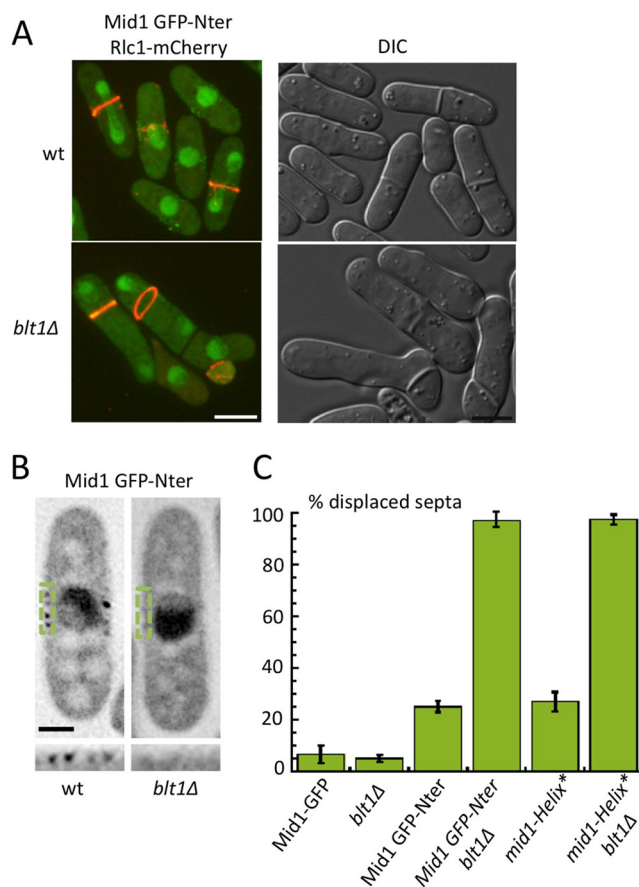 A
Mid1 GFP-Nter
Rlc1-mCherry
DIC
wt
blt1Δ
B
Mid1 GFP-Nter
wt
blt1Δ
C
% displaced septa
100
80
60
40
20
0
Mid1-GFP
blt1Δ
Mid1 GFP-Nter
Mid1 GFP-Nter
blt1Δ
mid1-Helix*
mid1-Helix*
blt1Δ